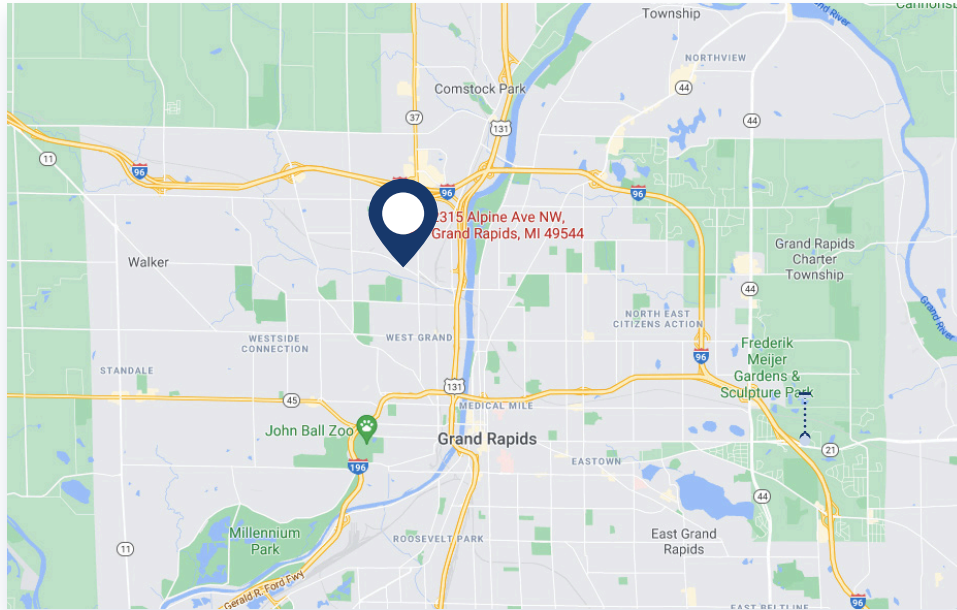 Township
Cannonsb
Grand River
NORTHVIEW
Comstock Park
44
37
131
44
11
96
96
96
2315 Alpine Ave NW,
Grand Rapids, MI 49544
Walker
Grand Rapids
Charter
Township
44
Grand River
NORTH EAST
CITIZENS ACTION
WESTSIDE
CONNECTION
WEST GRAND
96
Frederik
Meijer
Gardens &
Sculpture Park
STANDALE
131
45
MEDICAL MILE
John Ball Zoo
Grand Rapids
21
196
EASTOWN
44
Millennium
Park
11
ROOSEVELT PARK
East Grand
Rapids
Gerald R. Ford Fwy
96
EAST BELTLINE